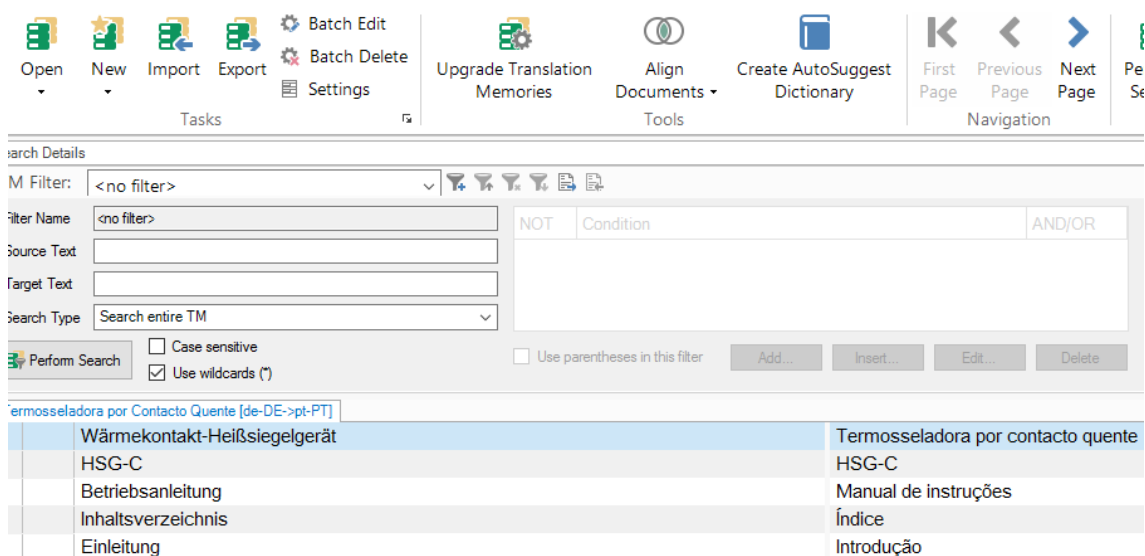 Open
New
Import
Export
Batch Edit
Batch Delete
Settings
Tasks
Upgrade Translation
Memories
Align
Documents
Create AutoSuggest
Dictionary
Tools
First
Page
Previous
Page
Next
Page
Navigation
Pe
Se
earch Details
M Filter:
<no filter>
Filter Name
<no filter>
Source Text
Target Text
Search Type
Search entire TM
Perform Search
Case sensitive
Use wildcards (*)
NOT
Condition
AND/OR
Use parentheses in this filter
Add...
Insert...
Edit...
Delete
Termosseladora por Contacto Quente [de-DE->pt-PT]
Wärmekontakt-Heißsiegelgerät Termosseladora por contacto quente
HSG-C HSG-C
Betriebsanleitung Manual de instruções
Inhaltsverzeichnis Índice
Einleitung Introdução